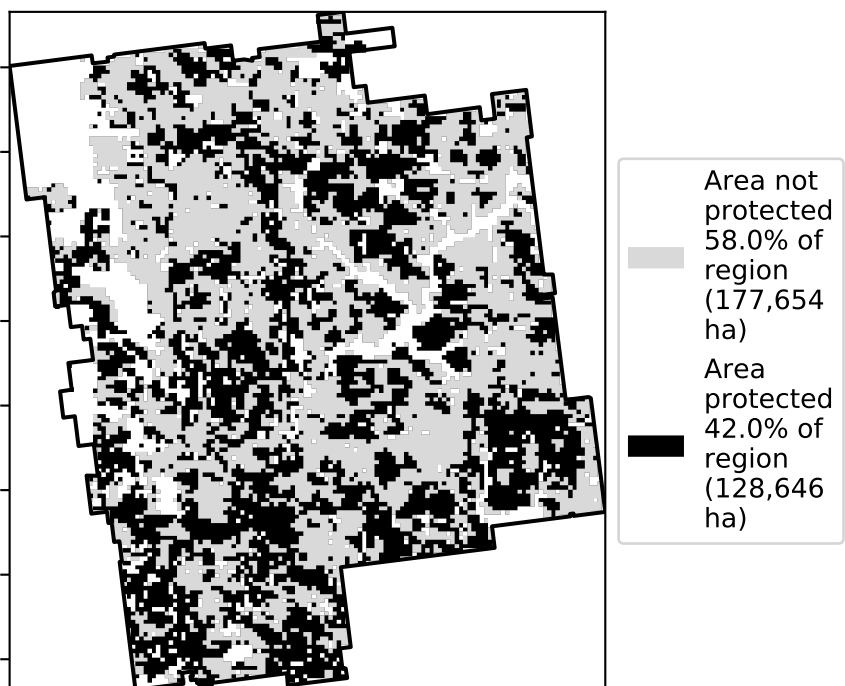 Area not
protected
58.0% of
region
(177,654
ha)
Area
protected
42.0% of
region
(128,646
ha)